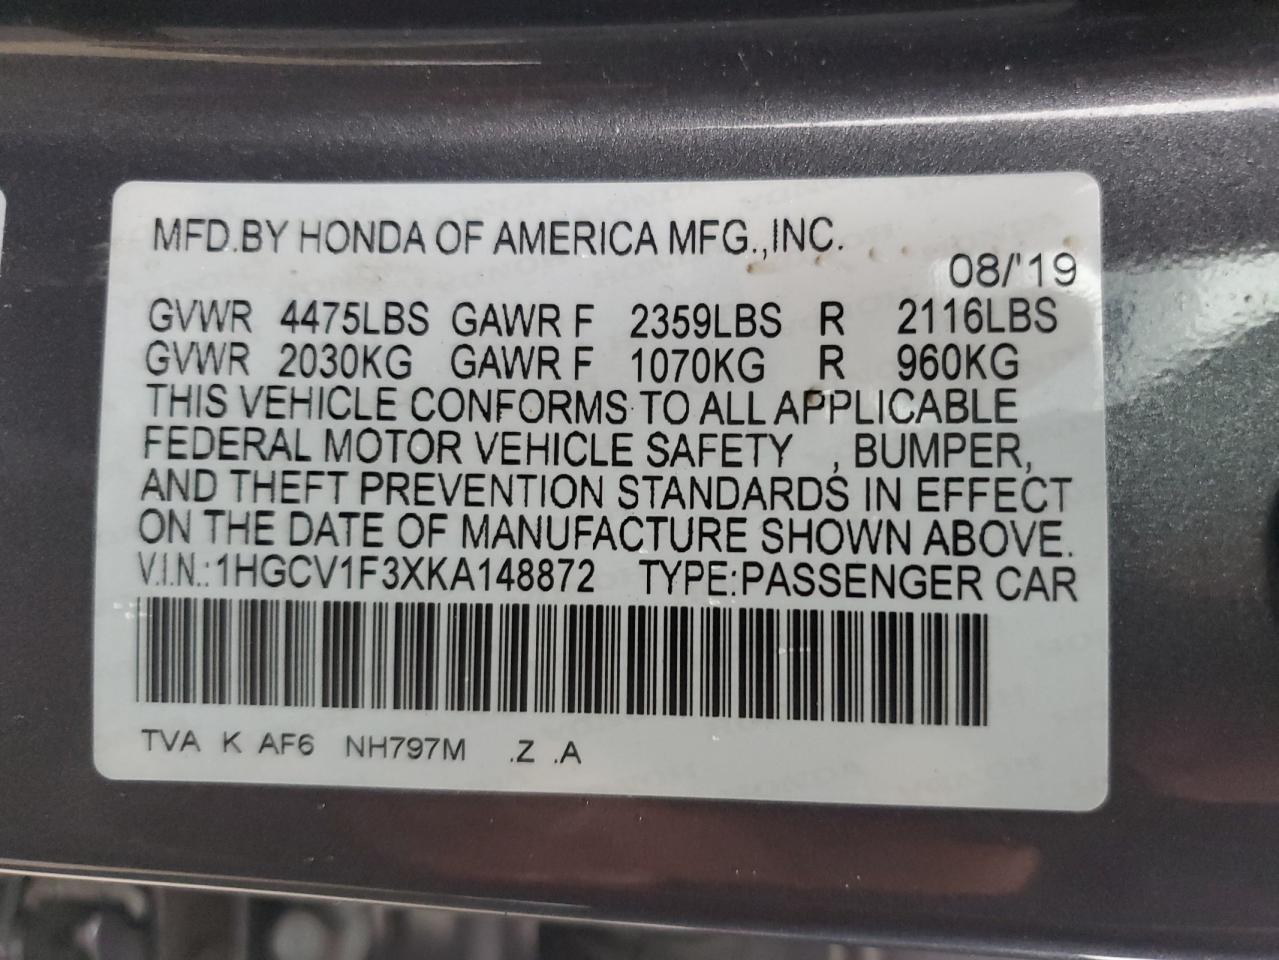 MFD.BY HONDA OF AMERICA MFG.,INC.
08/'19
GVWR 4475LBS GAWR F 2359LBS R 2116LBS
GVWR 2030KG GAWR F 1070KG R 960KG
THIS VEHICLE CONFORMS TO ALL APPLICABLE
FEDERAL MOTOR VEHICLE SAFETY , BUMPER,
AND THEFT PREVENTION STANDARDS IN EFFECT
ON THE DATE OF MANUFACTURE SHOWN ABOVE.
V.I.N.:1HGCV1F3XKA148872 TYPE:PASSENGER CAR
TVA K AF6 NH797M .Z .A